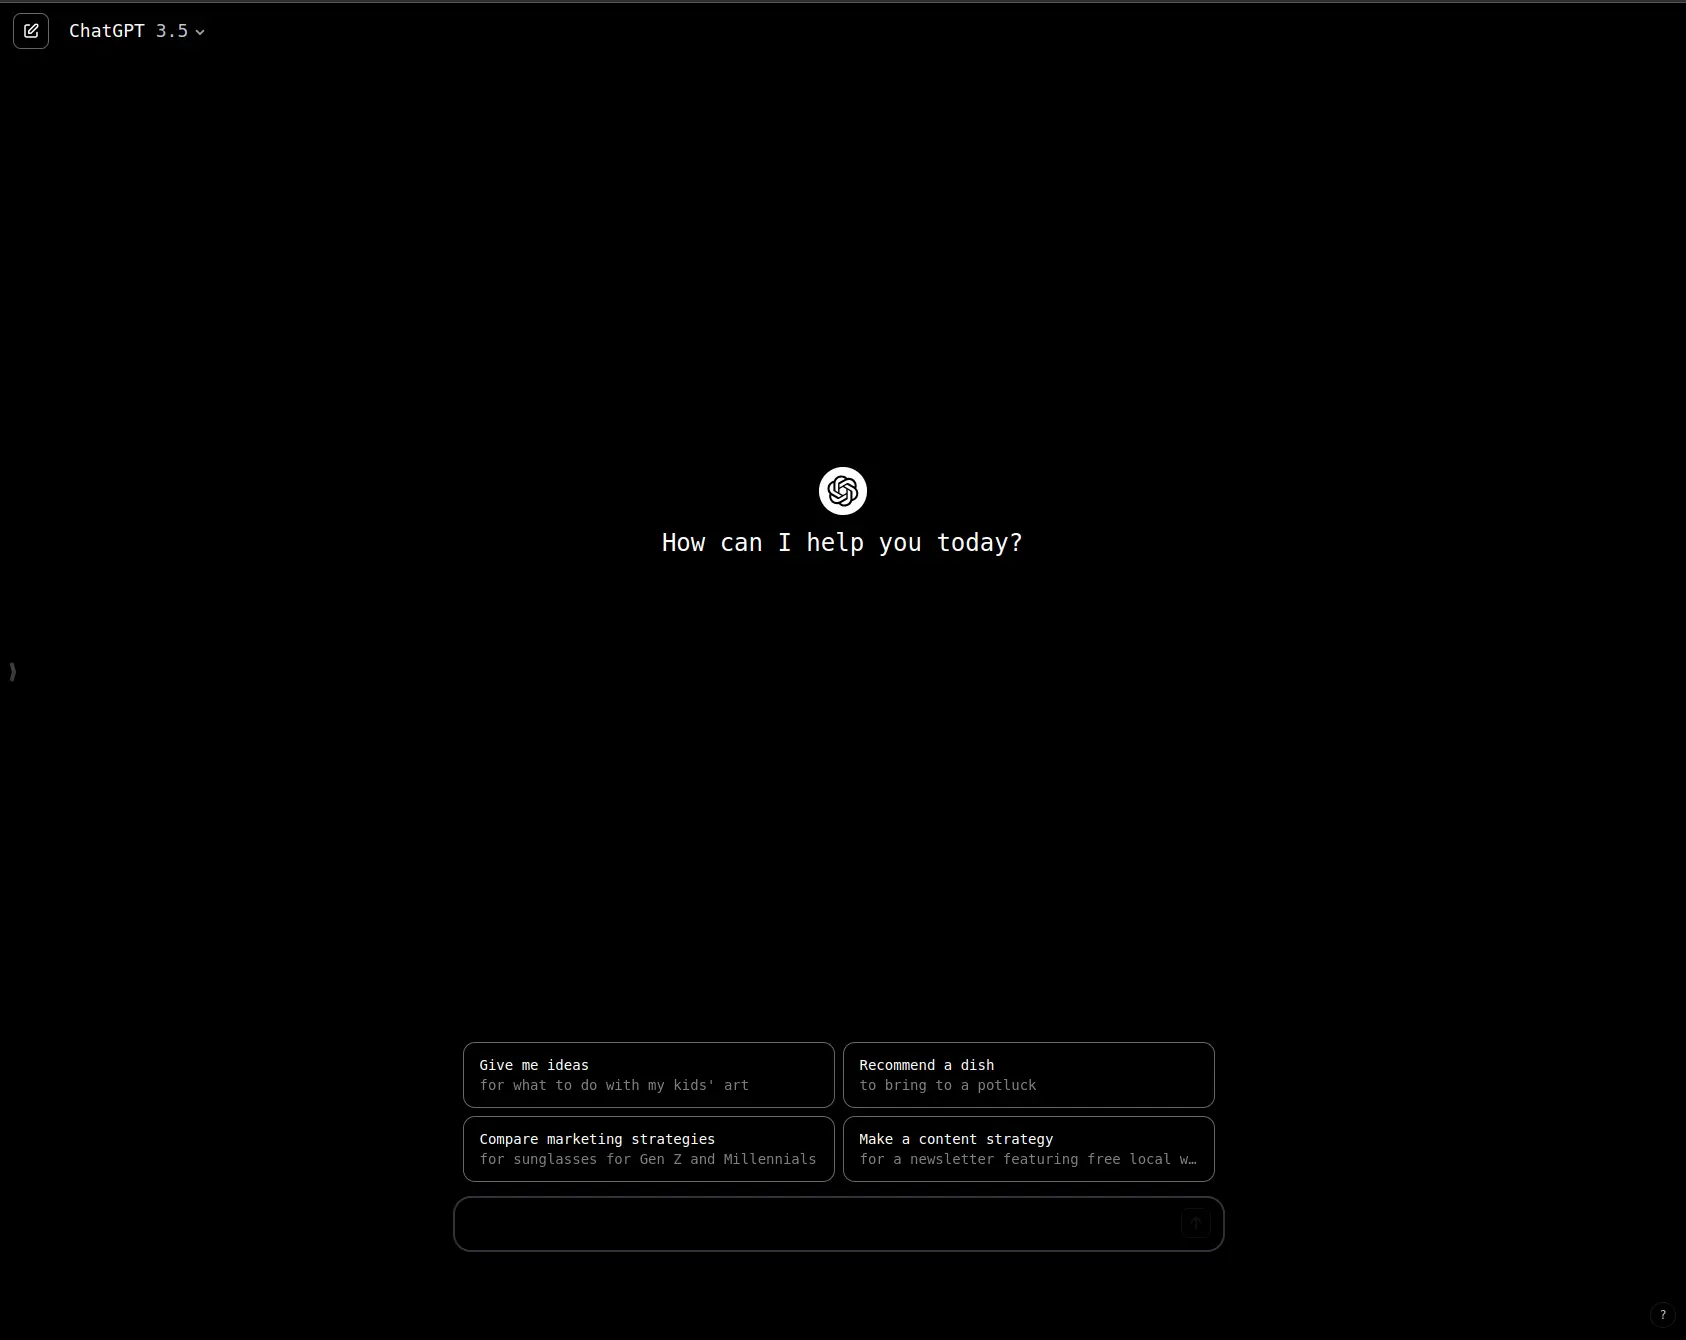 ChatGPT 3.5
How can I help you today?
Give me ideas
for what to do with my kids' art
Recommend a dish
to bring to a potluck
Compare marketing strategies
for sunglasses for Gen Z and Millennials
Make a content strategy
for a newsletter featuring free local w…
?